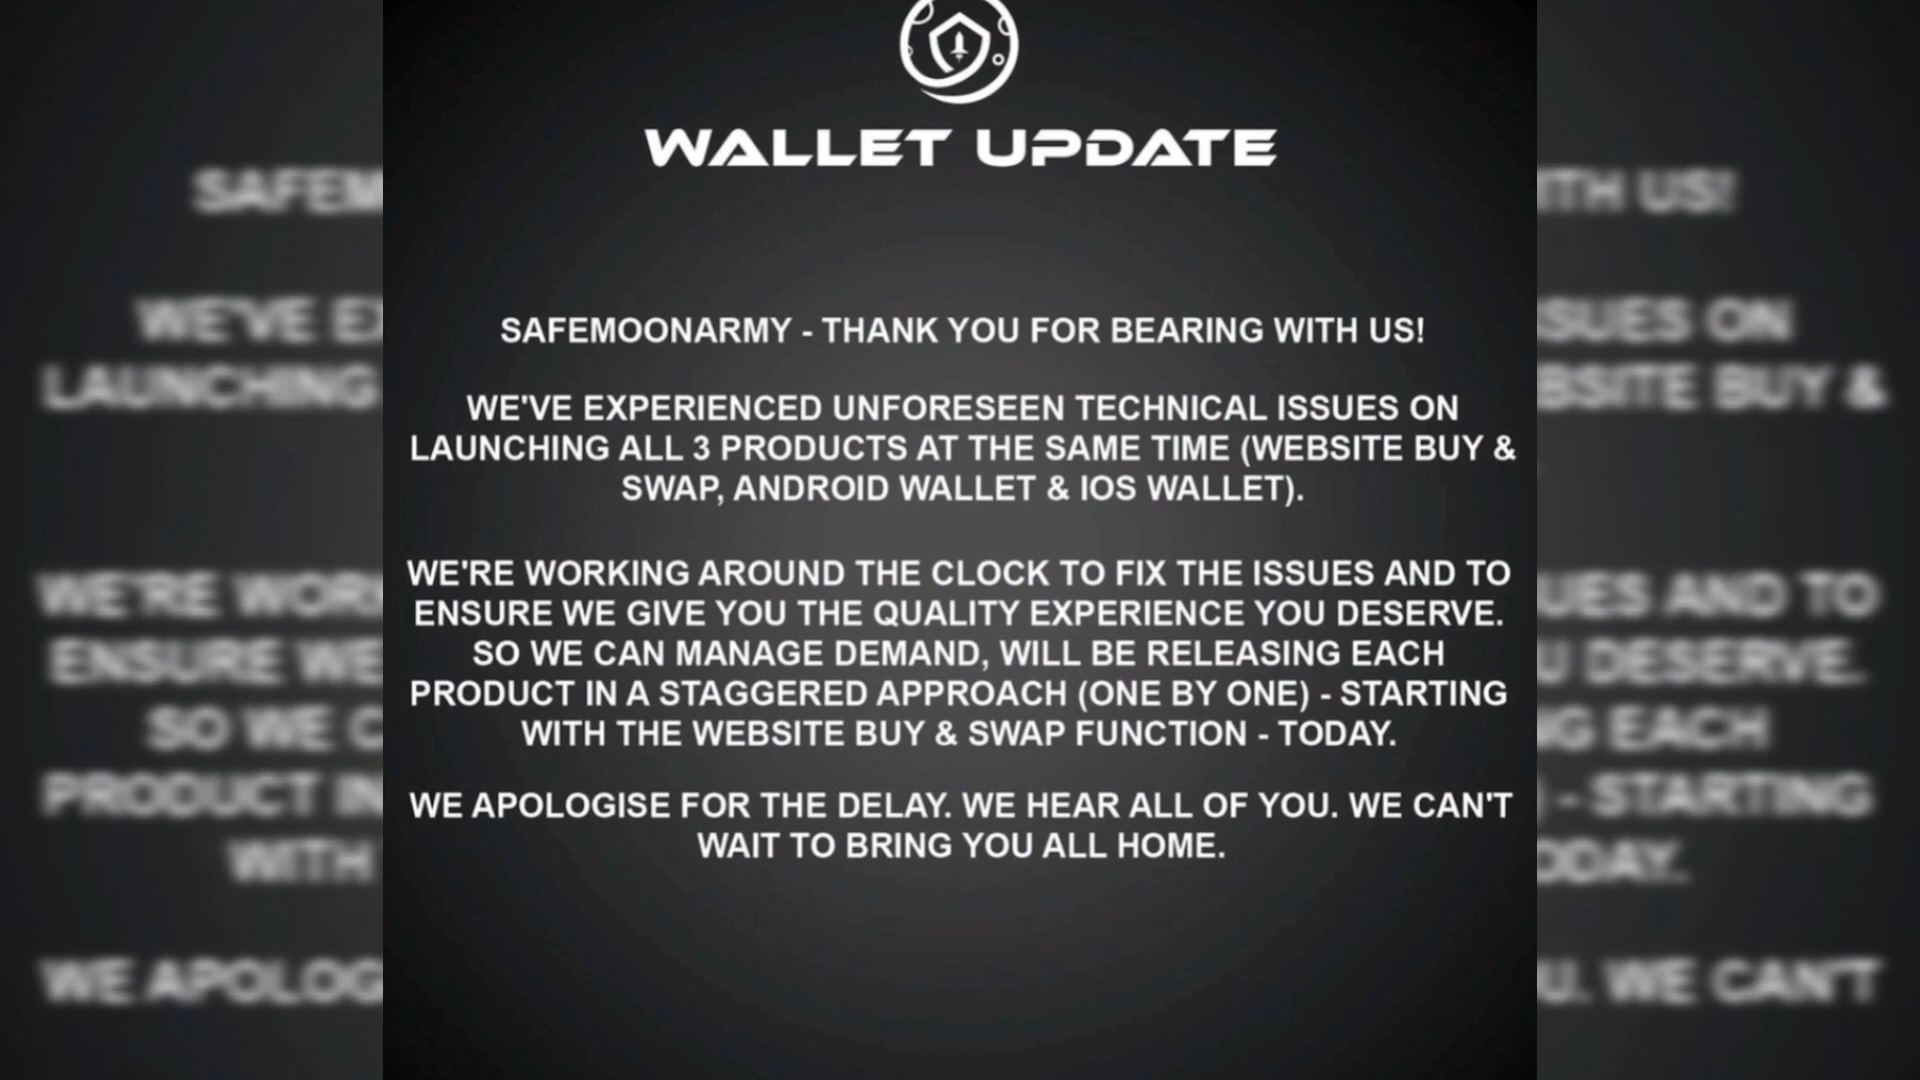 WALLET UPDATE
SAFEMOONARMY - THANK YOU FOR BEARING WITH US!
WE'VE EXPERIENCED UNFORESEEN TECHNICAL ISSUES ON
LAUNCHING ALL 3 PRODUCTS AT THE SAME TIME (WEBSITE BUY &
SWAP, ANDROID WALLET & IOS WALLET).
WE'RE WORKING AROUND THE CLOCK TO FIX THE ISSUES AND TO
ENSURE WE GIVE YOU THE QUALITY EXPERIENCE YOU DESERVE.
SO WE CAN MANAGE DEMAND, WILL BE RELEASING EACH
PRODUCT IN A STAGGERED APPROACH (ONE BY ONE) - STARTING
WITH THE WEBSITE BUY & SWAP FUNCTION - TODAY.
WE APOLOGISE FOR THE DELAY. WE HEAR ALL OF YOU. WE CAN'T
WAIT TO BRING YOU ALL HOME.